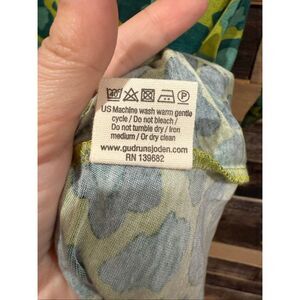 US Machine wash warm gentle
cycle / Do not bleach /
Do not tumble dry / Iron
medium / Or dry clean
www.gudrunsjoden.com
RN 139682